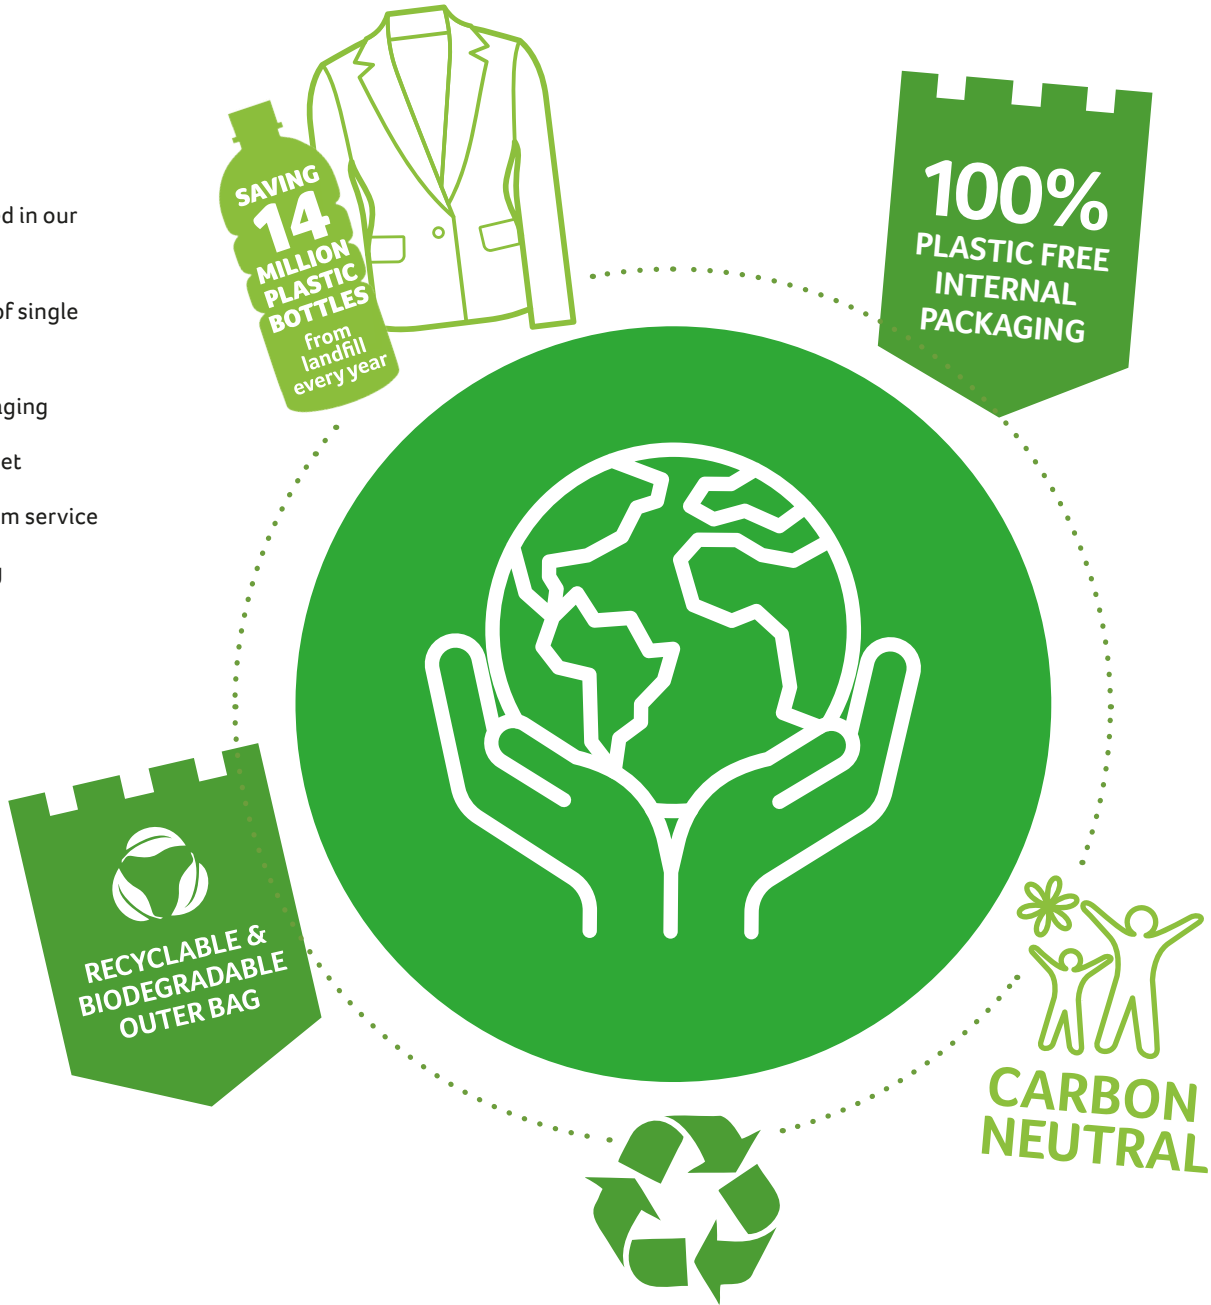 d in our
of single
aging
et
m service
g
SAVING
14
MILLION
PLASTIC
BOTTLES
from
landfill
every year
100%
PLASTIC FREE
INTERNAL
PACKAGING
RECYCLABLE &
BIODEGRADABLE
OUTER BAG
CARBON
NEUTRAL